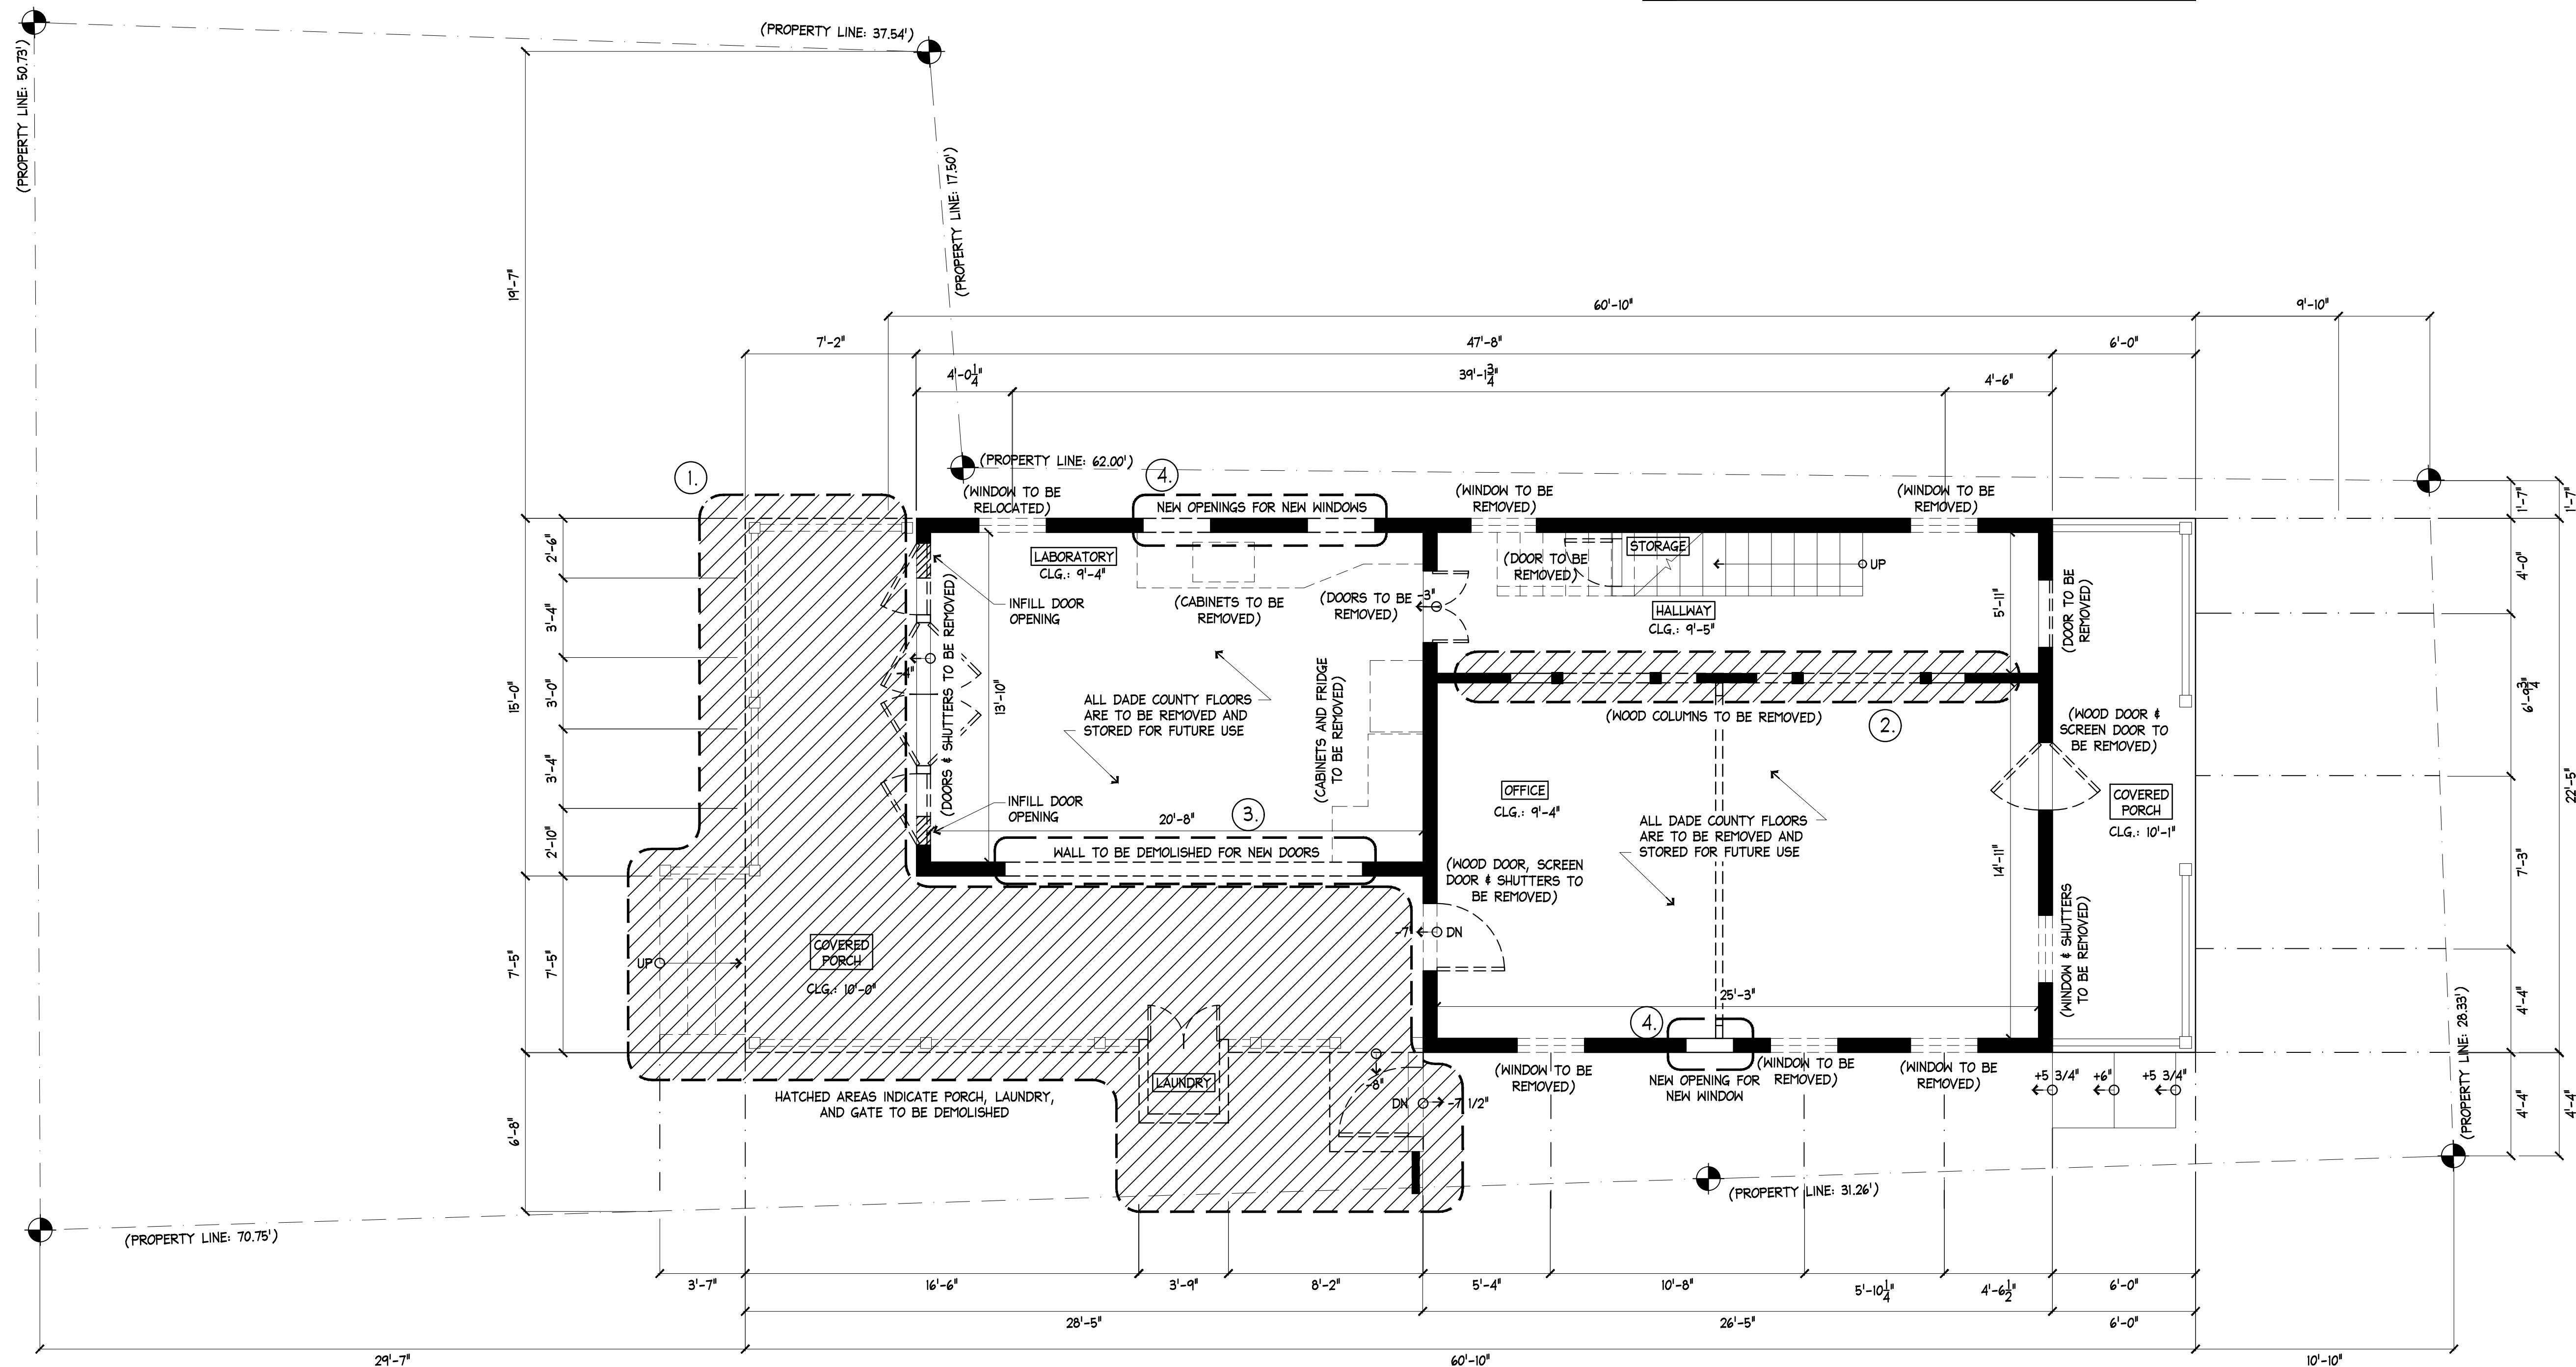 (PROPERTY LINE: 37.54')
(PROPERTY LINE: 50.73')
(PROPERTY LINE: 17.50')
19'-7"
60'-10"
9'-10"
7'-2"
47'-8"
6'-0"
4'-0 1/4"
39'-1 3/4"
4'-6"
(PROPERTY LINE: 62.00')
1.
4.
(WINDOW TO BE
RELOCATED)
NEW OPENINGS FOR NEW WINDOWS
(WINDOW TO BE
REMOVED)
(WINDOW TO BE
REMOVED)
1'-7"
1'-7"
LABORATORY
CLG.: 9'-4"
(DOOR TO BE
REMOVED)
STORAGE
UP
2'-6"
3'-4"
3'-0"
3'-4"
2'-10"
15'-0"
INFILL DOOR
OPENING
(CABINETS TO BE
REMOVED)
(DOORS TO BE
REMOVED)
-3"
HALLWAY
CLG.: 9'-5"
5'-11"
(DOOR TO BE
REMOVED)
4'-0"
(DOORS & SHUTTERS TO BE REMOVED)
-4"
13'-10"
ALL DADE COUNTY FLOORS
ARE TO BE REMOVED AND
STORED FOR FUTURE USE
(CABINETS AND FRIDGE
TO BE REMOVED)
(WOOD COLUMNS TO BE REMOVED)
2.
(WOOD DOOR &
SCREEN DOOR TO
BE REMOVED)
6'-9 3/4"
22'-5"
OFFICE
CLG.: 9'-4"
COVERED
PORCH
CLG.: 10'-1"
INFILL DOOR
OPENING
20'-8"
3.
ALL DADE COUNTY FLOORS
ARE TO BE REMOVED AND
STORED FOR FUTURE USE
WALL TO BE DEMOLISHED FOR NEW DOORS
(WOOD DOOR, SCREEN
DOOR & SHUTTERS TO
BE REMOVED)
14'-11"
7'-3"
(WINDOW & SHUTTERS
TO BE REMOVED)
-7
DN
COVERED
PORCH
CLG.: 10'-0"
UP
7'-5"
7'-5"
25'-3"
4'-4"
4.
(PROPERTY LINE: 28.33')
LAUNDRY
-8"
DN
-7 1/2"
(WINDOW TO BE
REMOVED)
NEW OPENING FOR
NEW WINDOW
(WINDOW TO BE
REMOVED)
(WINDOW TO BE
REMOVED)
+5 3/4"
+6"
+5 3/4"
4'-4"
4'-4"
HATCHED AREAS INDICATE PORCH, LAUNDRY,
AND GATE TO BE DEMOLISHED
6'-8"
(PROPERTY LINE: 31.26')
(PROPERTY LINE: 70.75')
3'-7"
16'-6"
3'-9"
8'-2"
5'-4"
10'-8"
5'-10 1/4"
4'-6 1/2"
6'-0"
28'-5"
26'-5"
6'-0"
29'-7"
60'-10"
10'-10"